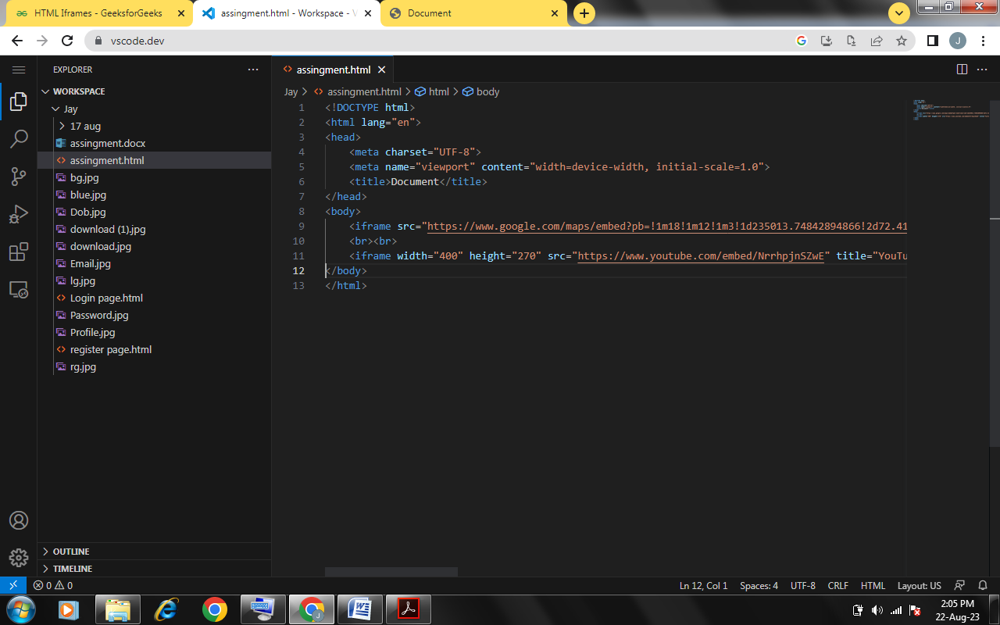 HTML Iframes - GeeksforGeeks
assingment.html - Workspace - V
Document
vscode.dev
J
EXPLORER
WORKSPACE
Jay
17 aug
assingment.docx
assingment.html
bg.jpg
blue.jpg
Dob.jpg
download (1).jpg
download.jpg
Email.jpg
lg.jpg
Login page.html
Password.jpg
Profile.jpg
register page.html
rg.jpg
OUTLINE
TIMELINE
assingment.html
Jay > assingment.html > html > body
1 <!DOCTYPE html>
2 <html lang="en">
3 <head>
4 <meta charset="UTF-8">
5 <meta name="viewport" content="width=device-width, initial-scale=1.0">
6 <title>Document</title>
7 </head>
8 <body>
9 <iframe src="https://www.google.com/maps/embed?pb=!1m18!1m12!1m3!1d235013.74842894866!2d72.41
10 <br><br>
11 <iframe width="400" height="270" src="https://www.youtube.com/embed/NrrhpjnSZwE" title="YouTu
12 </body>
13 </html>
0 0
Ln 12, Col 1 Spaces: 4 UTF-8 CRLF HTML Layout: US
2:05 PM
22-Aug-23